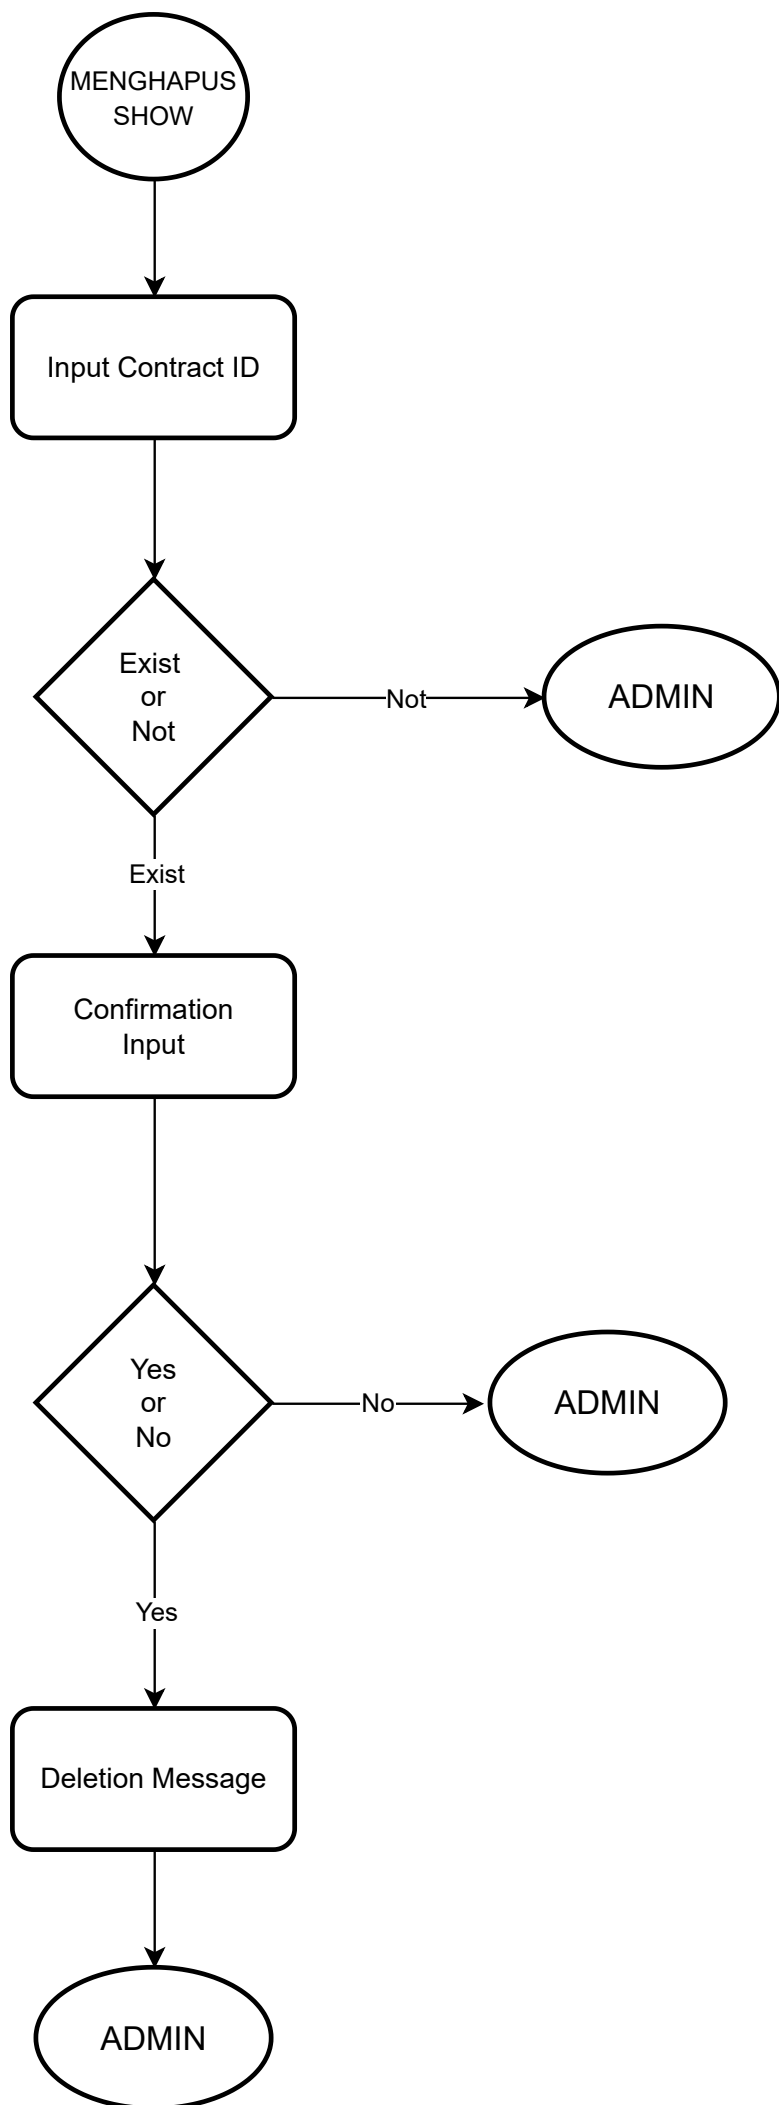 MENGHAPUS
SHOW
Input Contract ID
Exist
or
Not
Not
ADMIN
Exist
Confirmation
Input
Yes
or
No
No
ADMIN
Yes
Deletion Message
ADMIN